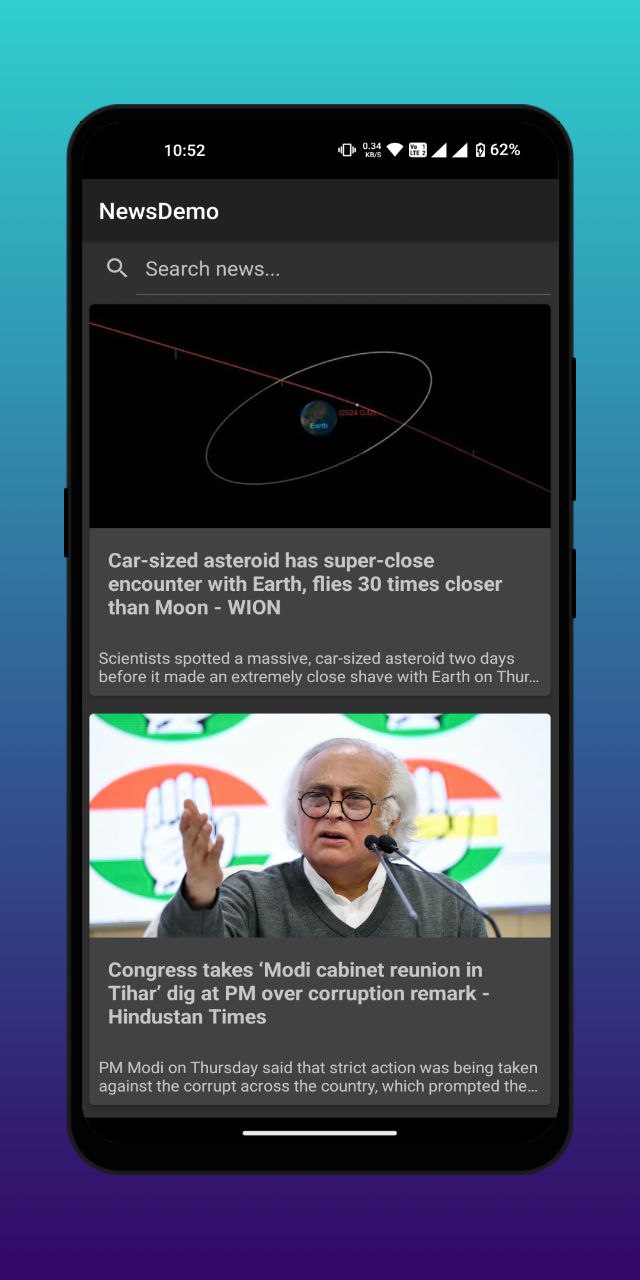 10:52
0.34
KB/S
Vo 1
LTE 2
62%
NewsDemo
Search news...
(2024 GJ2)
Earth
Car-sized asteroid has super-close
encounter with Earth, flies 30 times closer
than Moon - WION
Scientists spotted a massive, car-sized asteroid two days
before it made an extremely close shave with Earth on Thur…
Congress takes ‘Modi cabinet reunion in
Tihar’ dig at PM over corruption remark -
Hindustan Times
PM Modi on Thursday said that strict action was being taken
against the corrupt across the country, which prompted the…